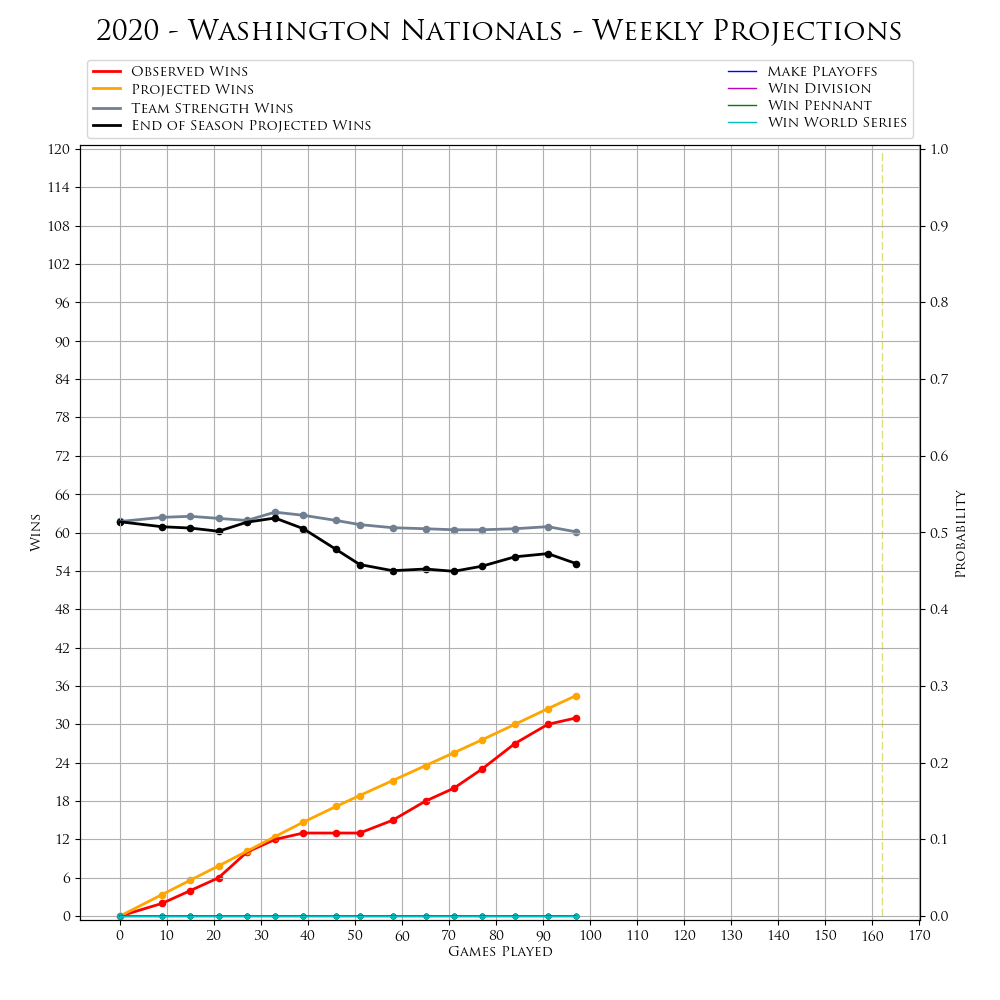 2020 - Washington Nationals - Weekly Projections
Observed Wins
Projected Wins
Team Strength Wins
End of Season Projected Wins
Make Playoffs
Win Division
Win Pennant
Win World Series
120
114
108
102
96
90
84
78
72
66
60
54
48
42
36
30
24
18
12
6
0
Wins
1.0
0.9
0.8
0.7
0.6
0.5
0.4
0.3
0.2
0.1
0.0
Probability
0 10 20 30 40 50 60 70 80 90 100 110 120 130 140 150 160 170
Games Played